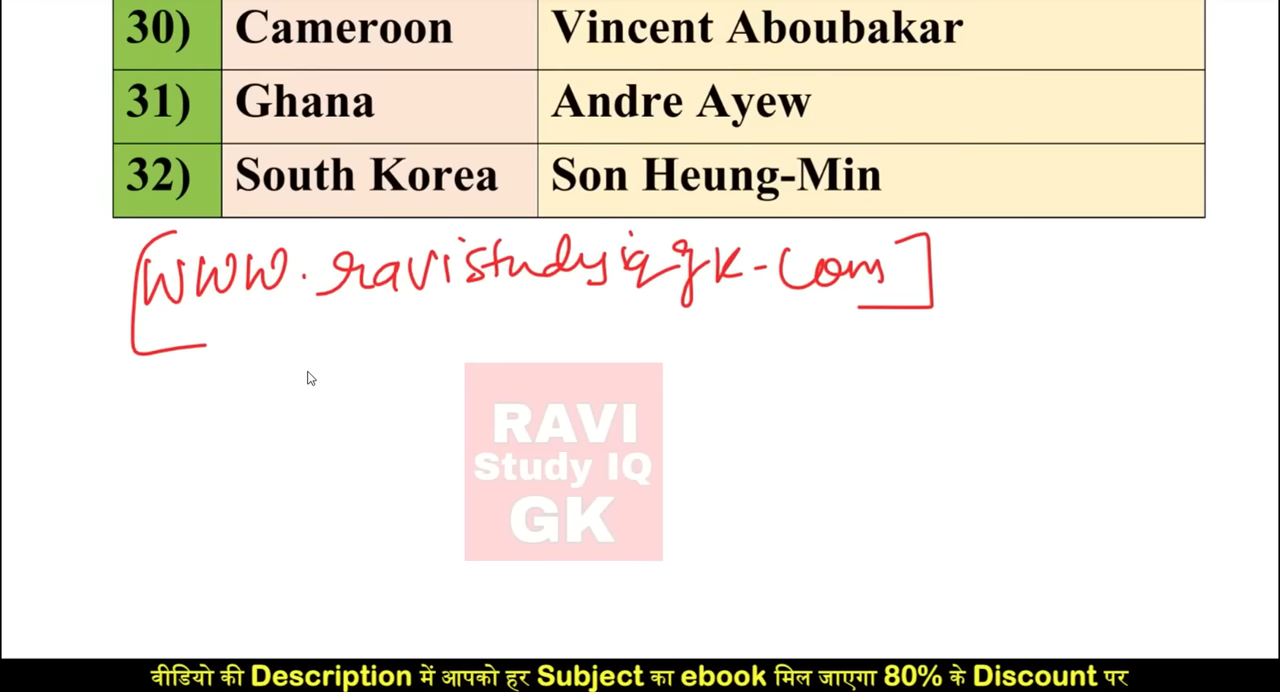 30) Cameroon Vincent Aboubakar
31) Ghana Andre Ayew
32) South Korea Son Heung-Min
www.ravistudyiqgk.com
RAVI
Study IQ
GK
वीडियो की Description में आपको हर Subject का ebook मिल जाएगा 80% के Discount पर